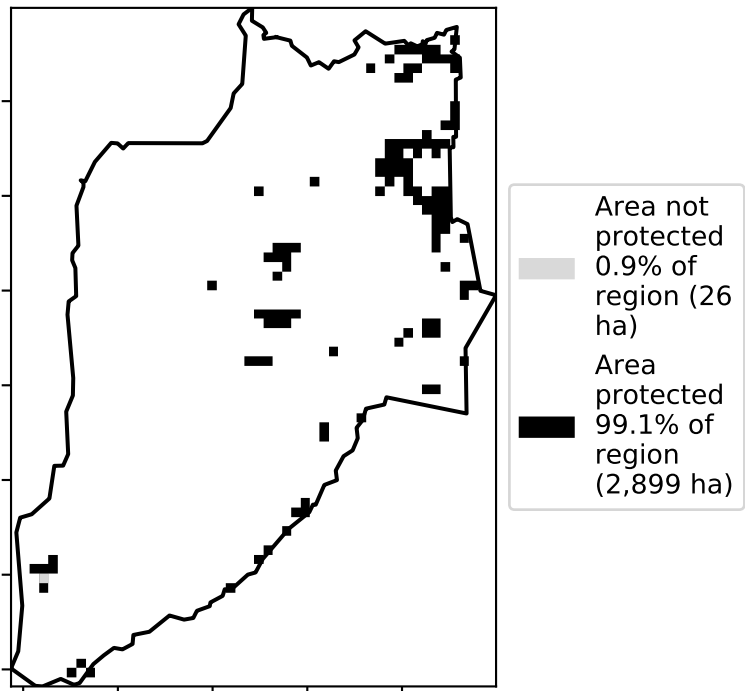 Area not
protected
0.9% of
region (26
ha)
Area
protected
99.1% of
region
(2,899 ha)